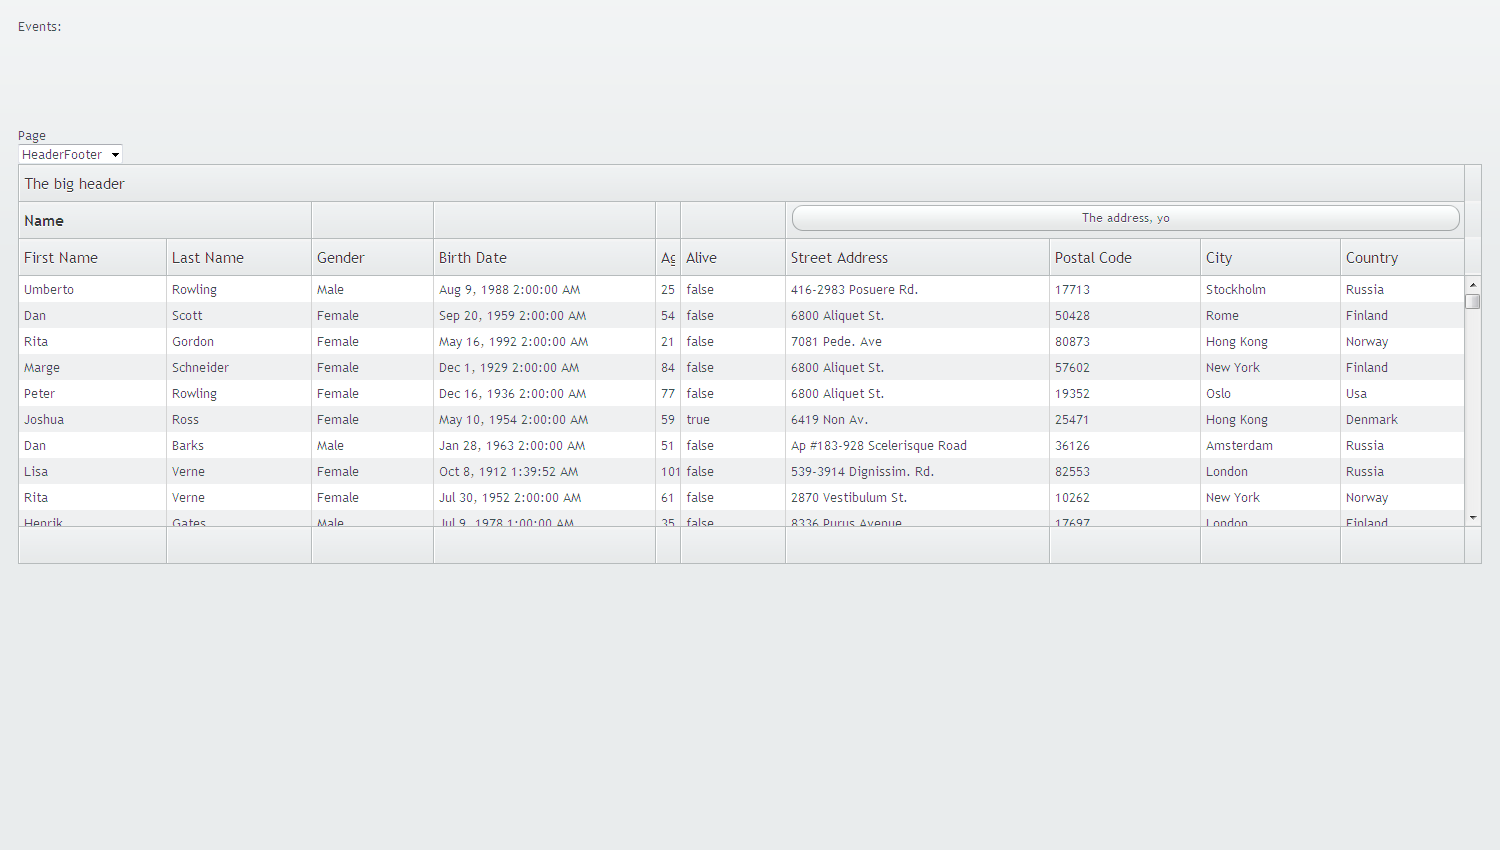 Events:
Page
HeaderFooter
The big header
Name The address, yo
First Name Last Name Gender Birth Date Ag Alive Street Address Postal Code City Country
Umberto Rowling Male Aug 9, 1988 2:00:00 AM 25 false 416-2983 Posuere Rd. 17713 Stockholm Russia
Dan Scott Female Sep 20, 1959 2:00:00 AM 54 false 6800 Aliquet St. 50428 Rome Finland
Rita Gordon Female May 16, 1992 2:00:00 AM 21 false 7081 Pede. Ave 80873 Hong Kong Norway
Marge Schneider Female Dec 1, 1929 2:00:00 AM 84 false 6800 Aliquet St. 57602 New York Finland
Peter Rowling Female Dec 16, 1936 2:00:00 AM 77 false 6800 Aliquet St. 19352 Oslo Usa
Joshua Ross Female May 10, 1954 2:00:00 AM 59 true 6419 Non Av. 25471 Hong Kong Denmark
Dan Barks Male Jan 28, 1963 2:00:00 AM 51 false Ap #183-928 Scelerisque Road 36126 Amsterdam Russia
Lisa Verne Female Oct 8, 1912 1:39:52 AM 101 false 539-3914 Dignissim. Rd. 82553 London Russia
Rita Verne Female Jul 30, 1952 2:00:00 AM 61 false 2870 Vestibulum St. 10262 New York Norway
Henrik Gates Male Jul 9, 1978 1:00:00 AM 35 false 8336 Purus Avenue 17697 London Finland